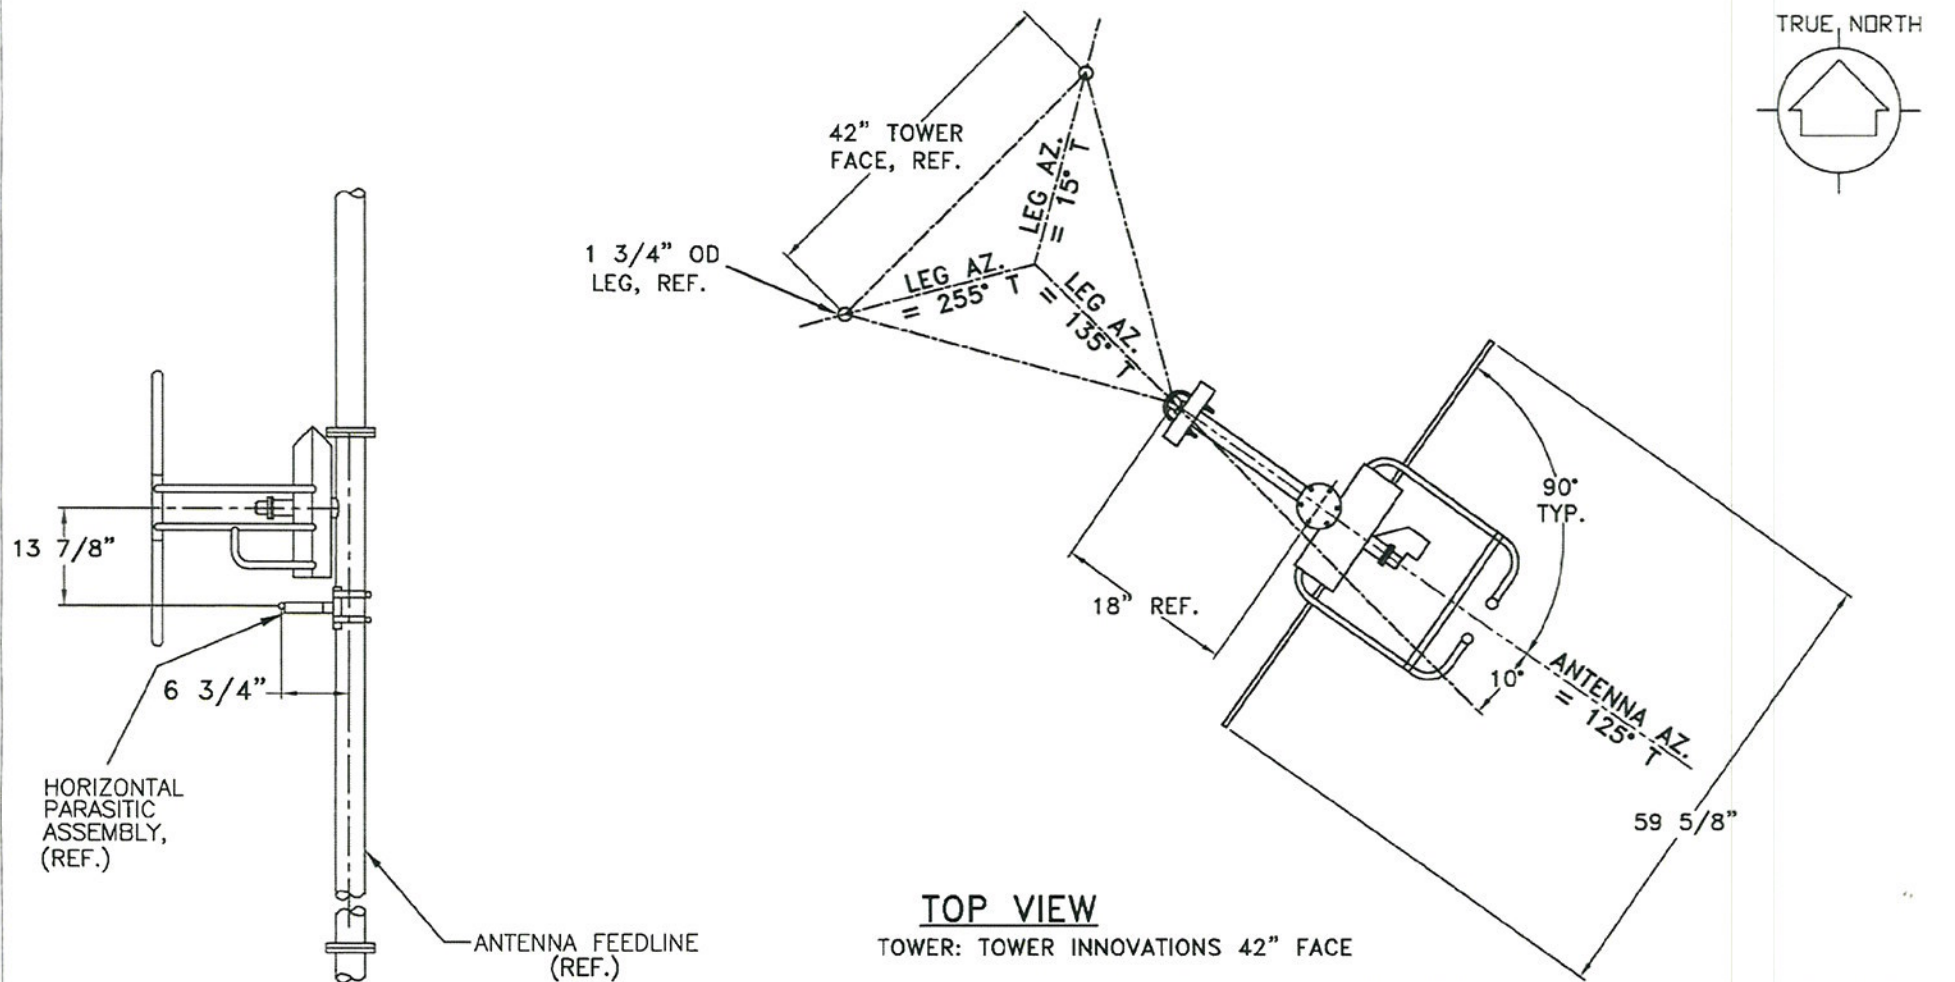 TRUE NORTH
42” TOWER
FACE, REF.
LEG AZ.
= 15° T
1 3/4” OD
LEG, REF.
LEG AZ.
= 255° T
LEG AZ.
= 135° T
90°
TYP.
13 7/8”
18” REF.
6 3/4”
10°
ANTENNA AZ.
= 125° T
HORIZONTAL
PARASITIC
ASSEMBLY,
(REF.)
59 5/8”
TOP VIEW
ANTENNA FEEDLINE
(REF.)
TOWER: TOWER INNOVATIONS 42” FACE